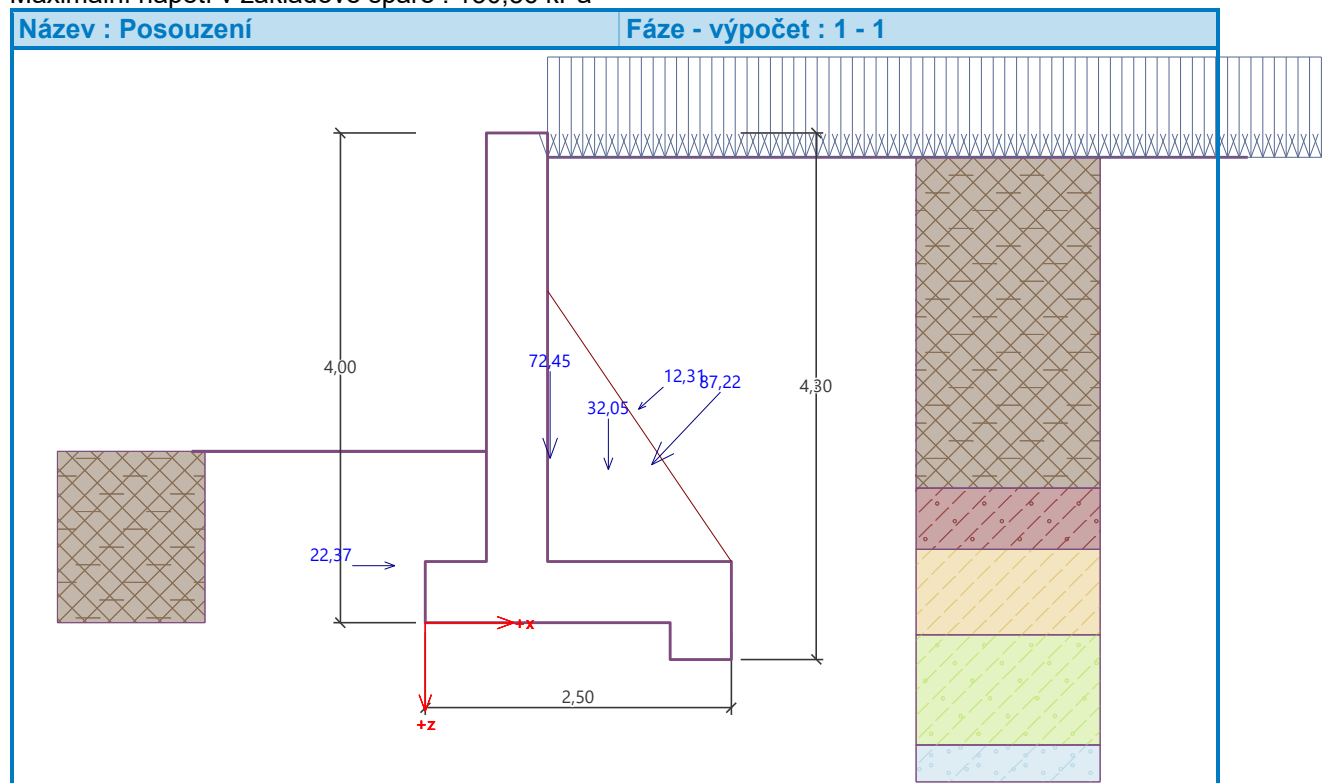 Název : Posouzení
Fáze - výpočet : 1 - 1
4,00
72,45
12,31
87,22
4,30
32,05
22,37
+x
2,50
+z